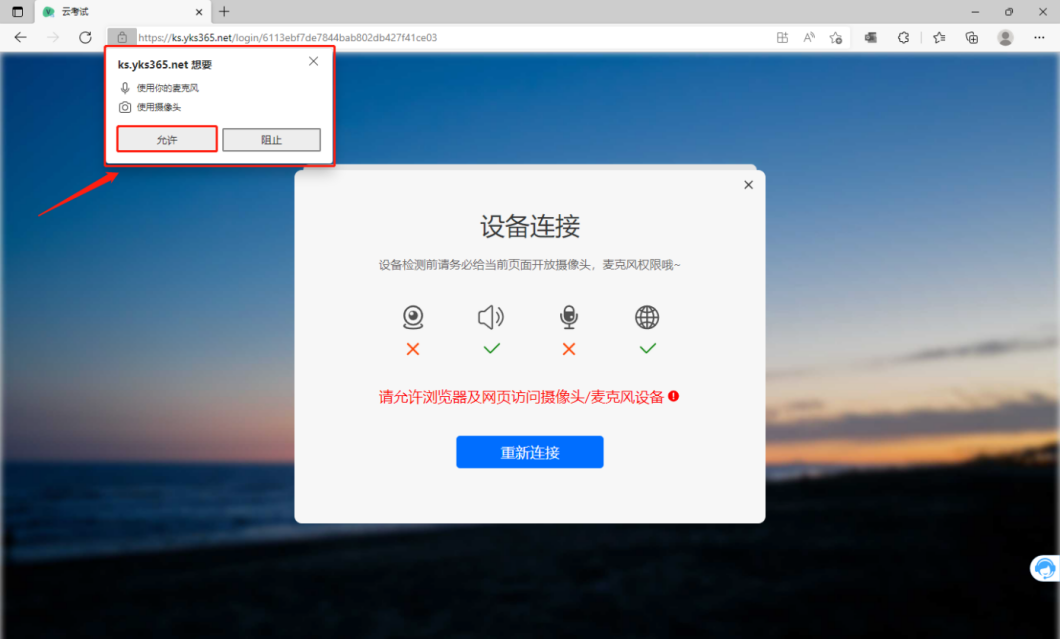 云考试
https://ks.yks365.net/login/6113ebf7de7844bab802db427f41ce03
ks.yks365.net 想要
使用你的麦克风
使用摄像头
允许
阻止
设备连接
设备检测前请务必给当前页面开放摄像头，麦克风权限哦~
请允许浏览器及网页访问摄像头/麦克风设备
重新连接